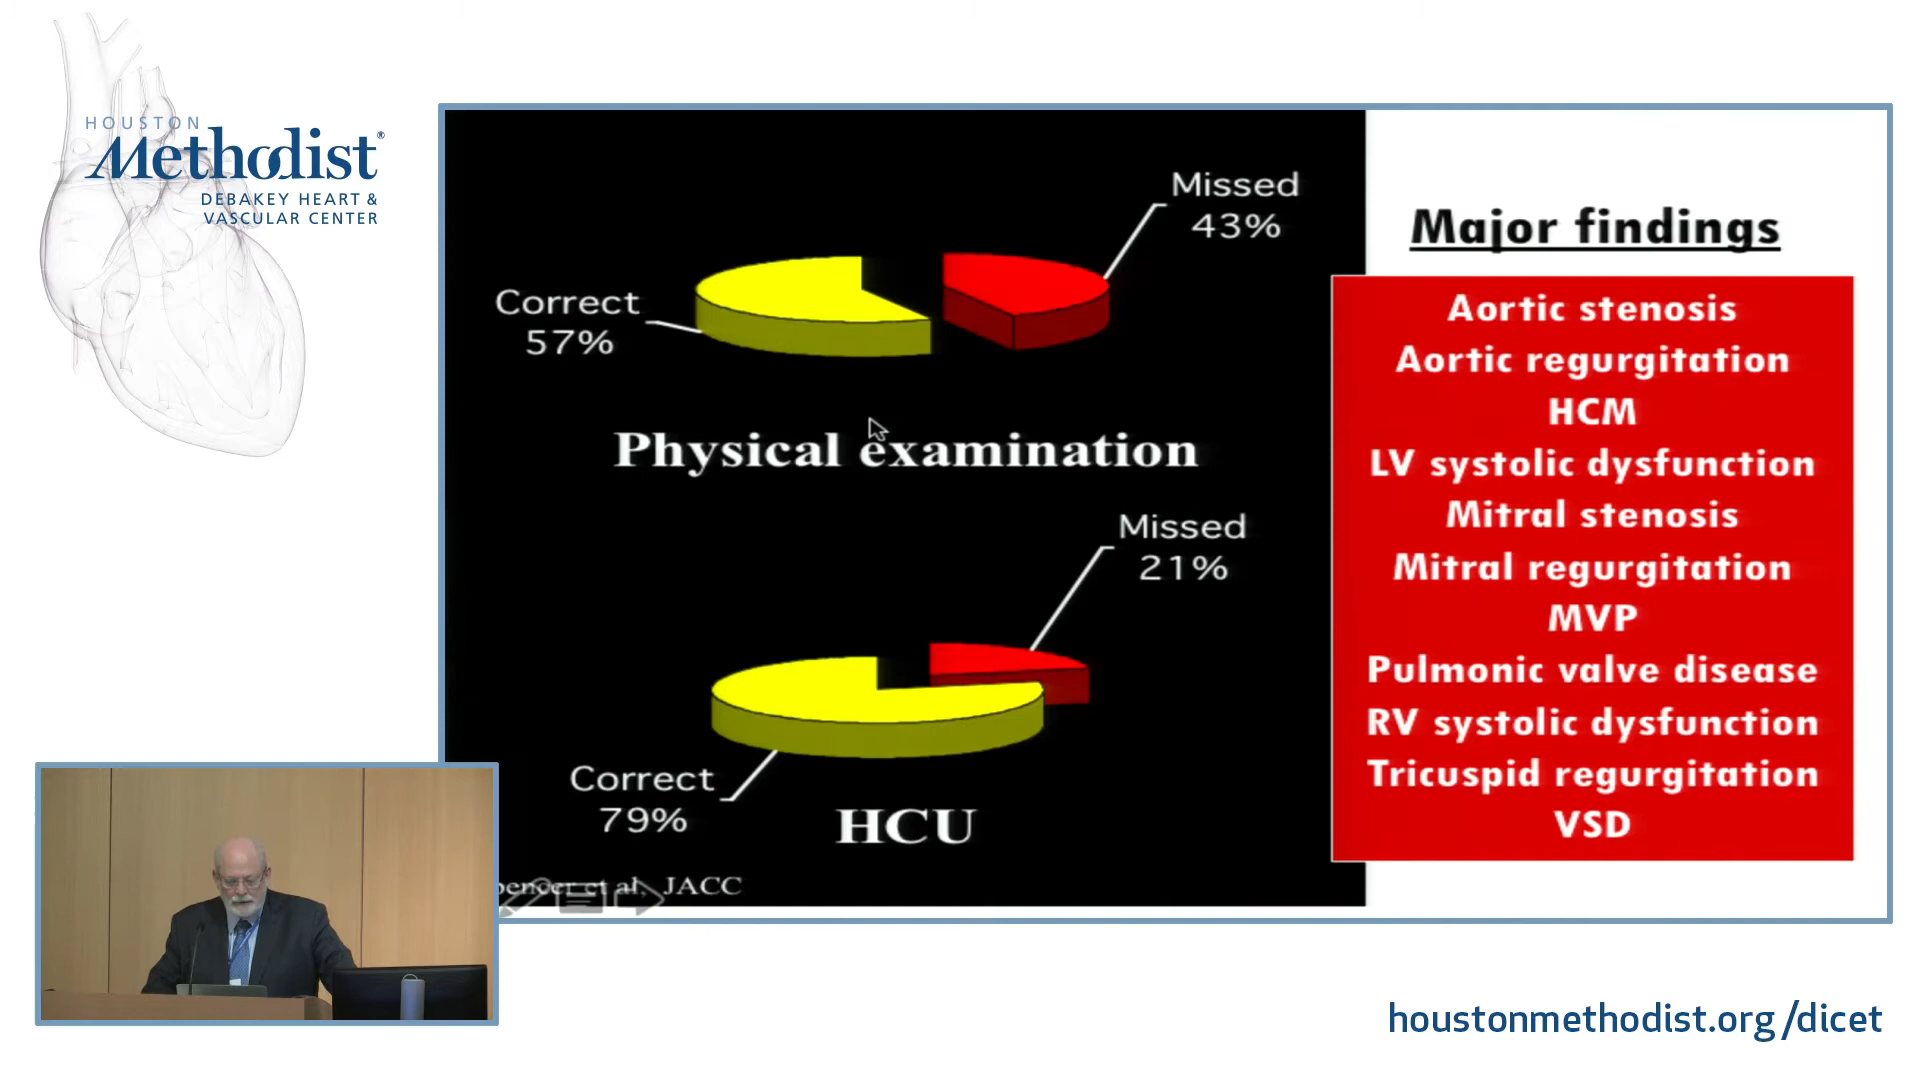 HOUSTON
Methodist®
DEBAKEY HEART &
VASCULAR CENTER
Missed
43%
Correct
57%
Physical examination
Missed
21%
Correct
79%
HCU
et al, JACC
Major findings
Aortic stenosis
Aortic regurgitation
HCM
LV systolic dysfunction
Mitral stenosis
Mitral regurgitation
MVP
Pulmonic valve disease
RV systolic dysfunction
Tricuspid regurgitation
VSD
houstonmethodist.org/dicet